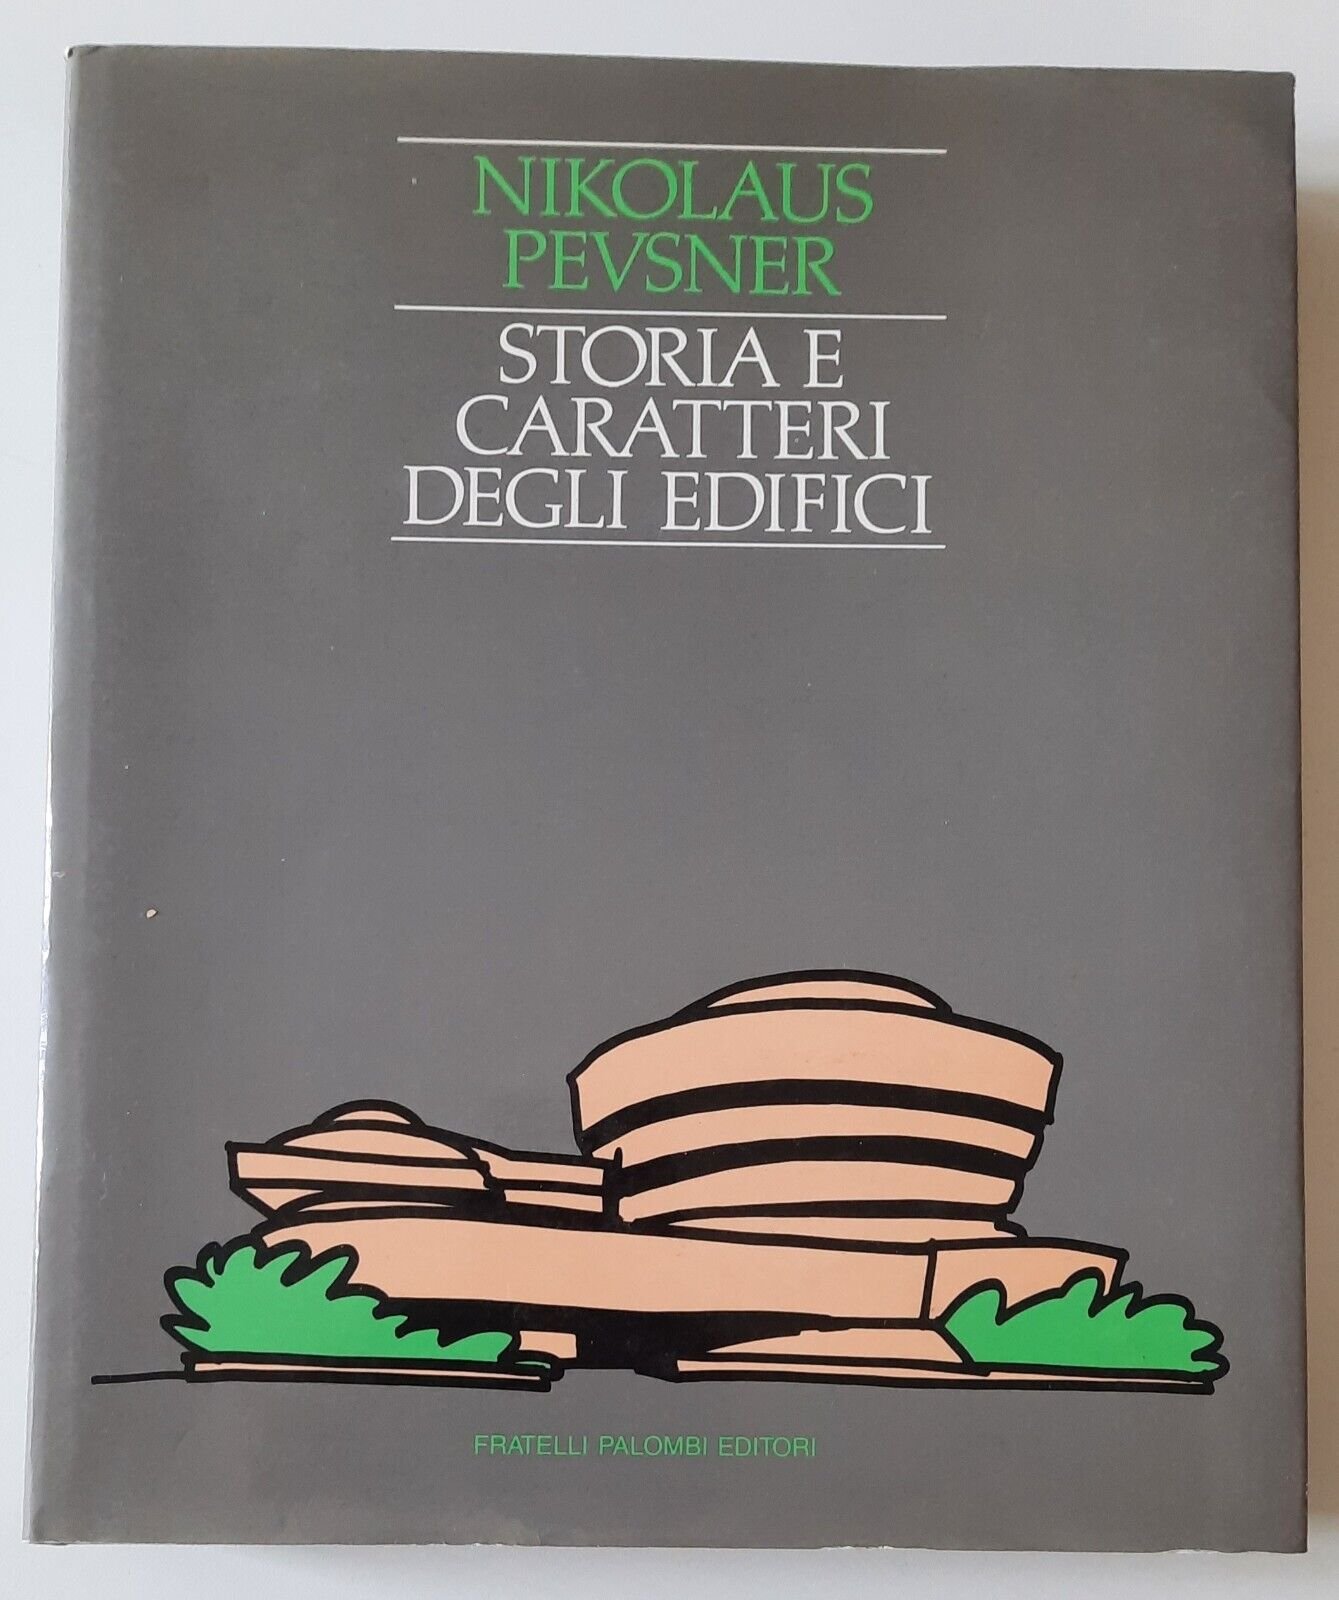 NIKOLAUS
PEVSNER
STORIA E
CARATTERI
DEGLI EDIFICI
FRATELLI PALOMBI EDITORI